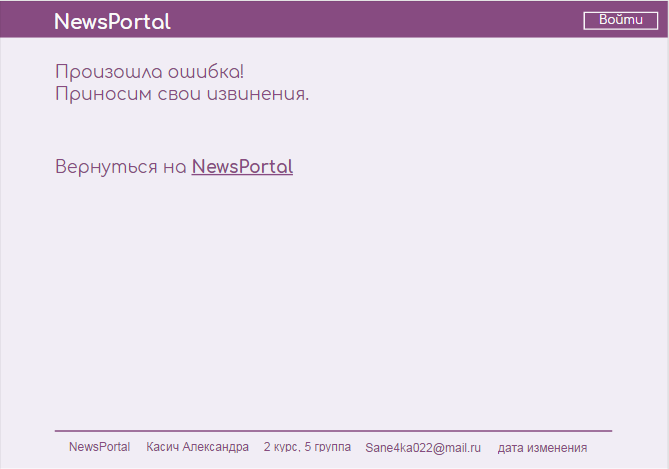 NewsPortal Войти
Произошла ошибка!
Приносим свои извинения.
Вернуться на NewsPortal
NewsPortal Касич Александра 2 курс, 5 группа Sane4ka022@mail.ru дата изменения